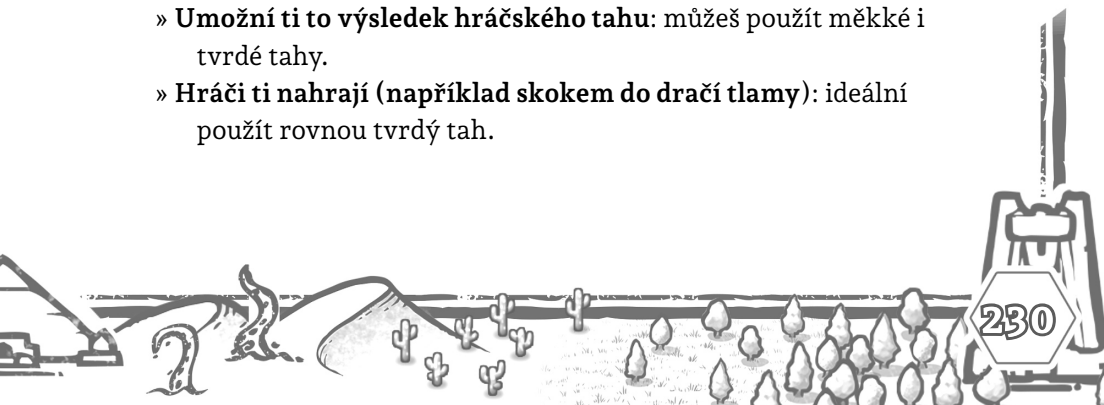 » Umožní ti to výsledek hráčského tahu: můžeš použít měkké i
tvrdé tahy.
» Hráči ti nahrají (například skokem do dračí tlamy): ideální
použít rovnou tvrdý tah.
230